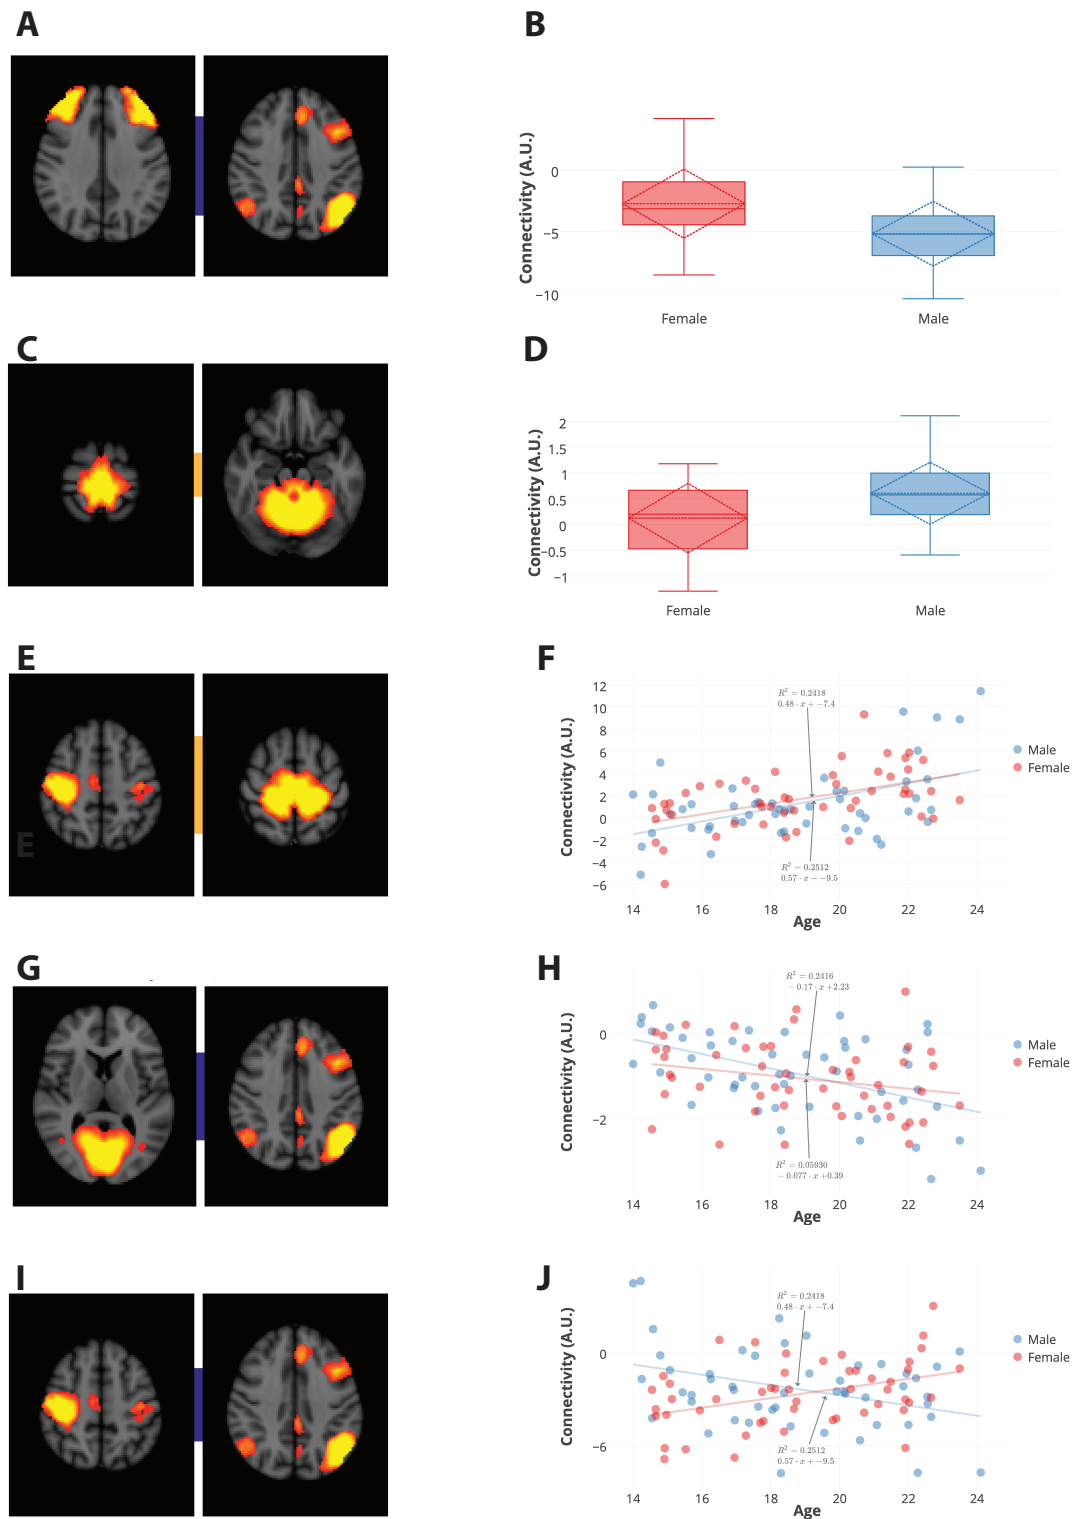 A
B
Connectivity (A.U.)
0
−5
−10
Female
Male
C
D
Connectivity (A.U.)
2
1.5
1
0.5
0
−0.5
−1
Female
Male
E
E
F
Connectivity (A.U.)
12
10
8
6
4
2
0
−2
−4
−6
R² = 0.2418
0.48 · x + −7.4
R² = 0.2512
0.57 · x + −9.5
Male
Female
14 16 18 20 22 24
Age
G
H
Connectivity (A.U.)
0
−2
R² = 0.2416
− 0.17 · x +2.23
R² = 0.05930
− 0.077 · x +0.39
Male
Female
14 16 18 20 22 24
Age
I
J
Connectivity (A.U.)
0
−6
R² = 0.2418
0.48 · x + −7.4
R² = 0.2512
0.57 · x + −9.5
Male
Female
14 16 18 20 22 24
Age